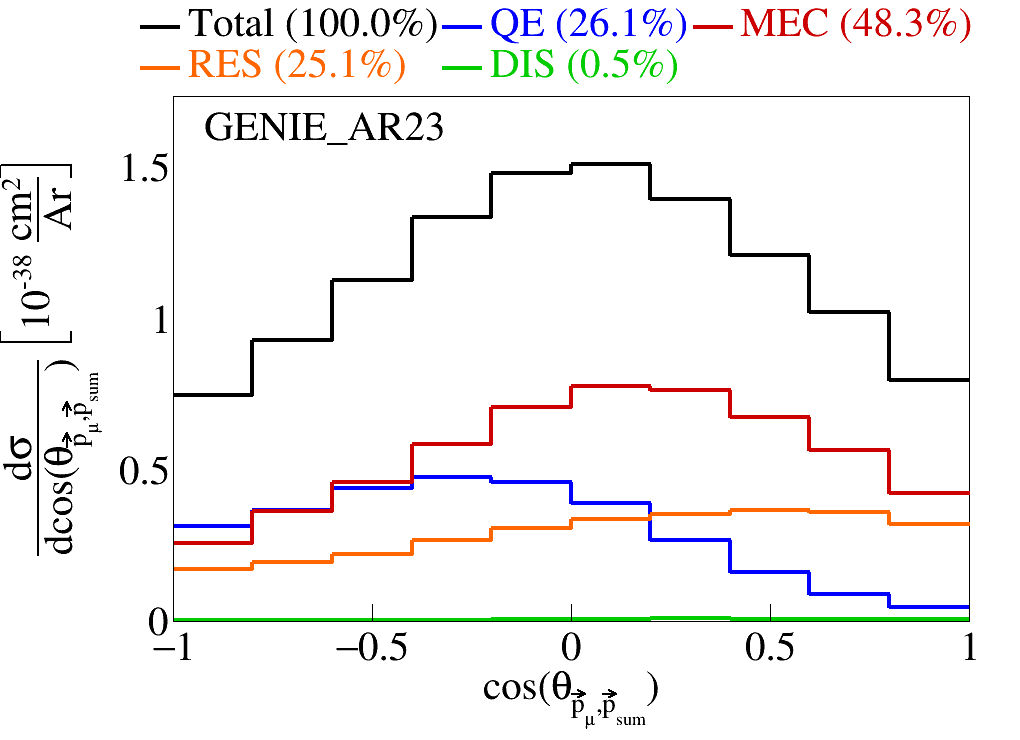 Total (100.0%) QE (26.1%) MEC (48.3%)
RES (25.1%) DIS (0.5%)
GENIE_AR23
dσ/dcos(θ p⃗μ,p⃗sum) [10-38 cm2/Ar]
1.5
1
0.5
0
−1 −0.5 0 0.5 1
cos(θ p⃗μ,p⃗sum)